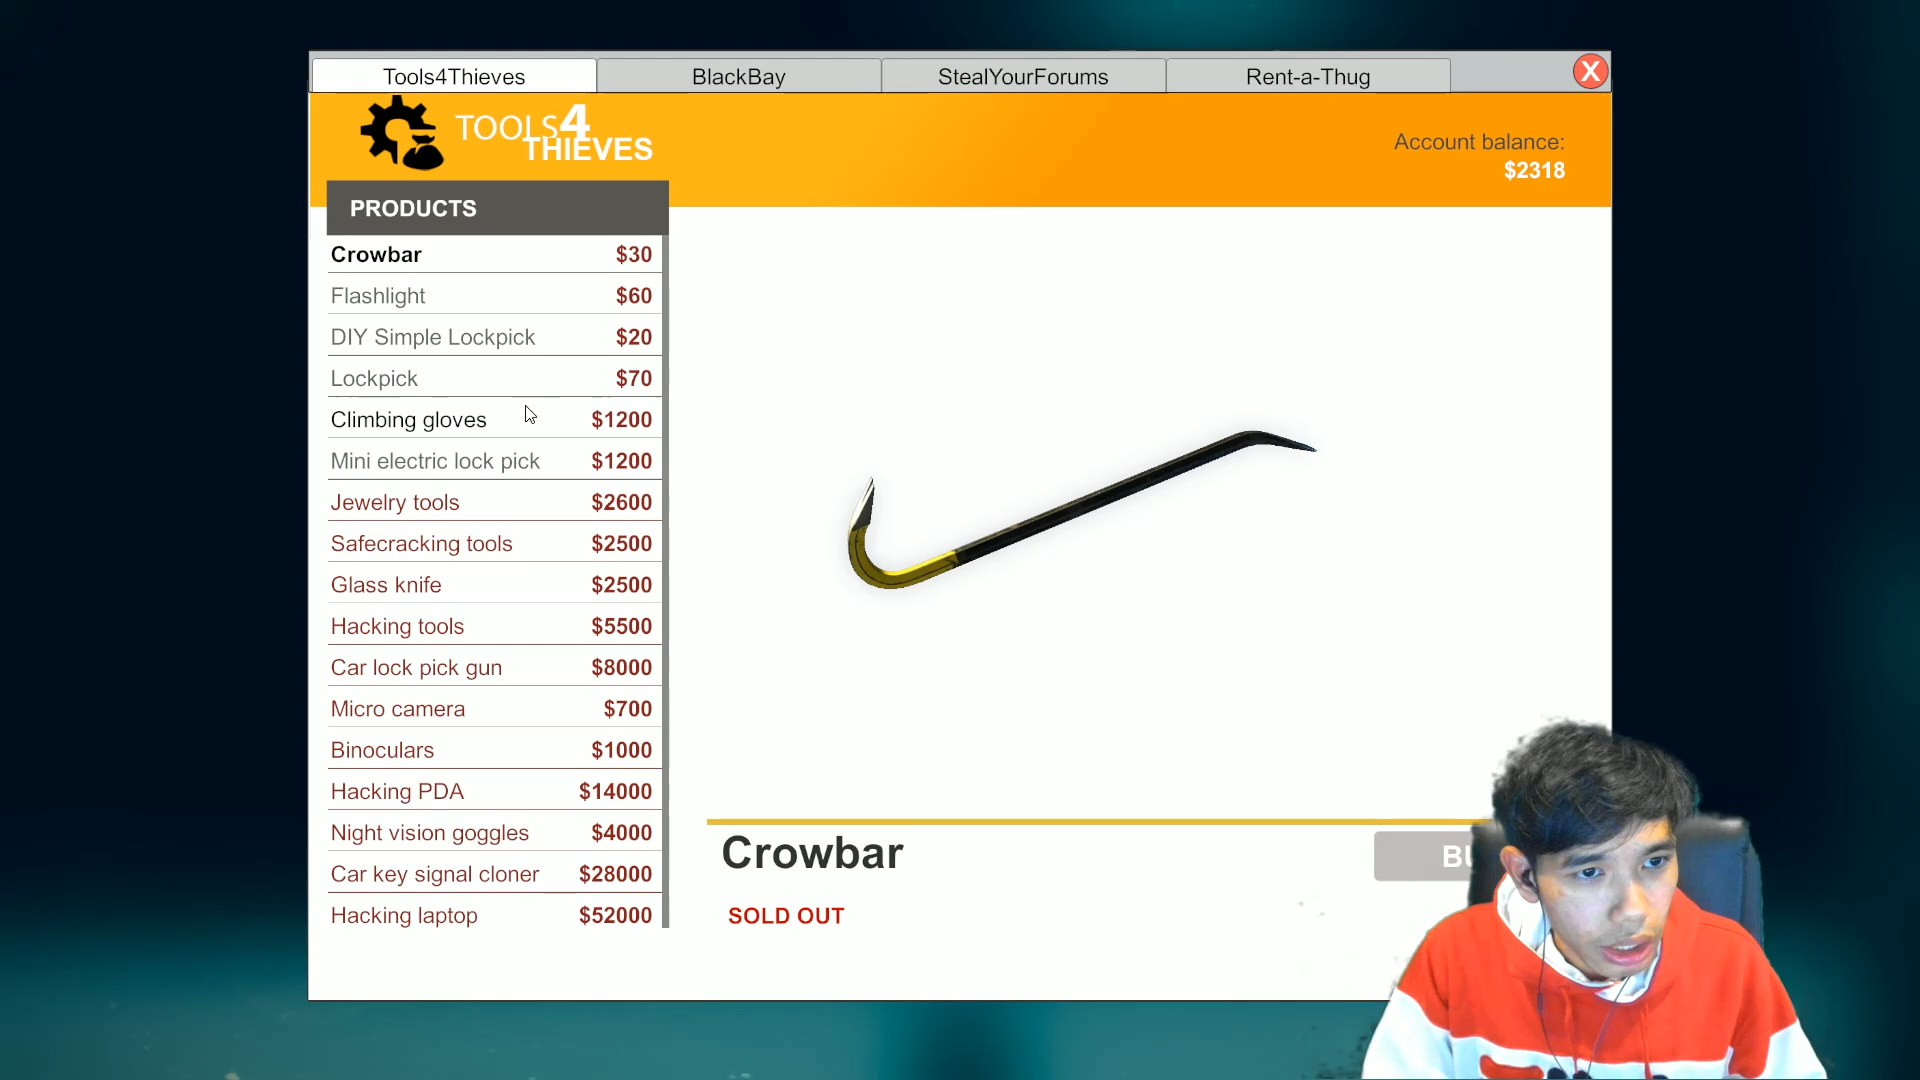 Tools4Thieves
BlackBay
StealYourForums
Rent-a-Thug
X
TOOLS4
THIEVES
Account balance:
$2318
PRODUCTS
Crowbar $30
Flashlight $60
DIY Simple Lockpick $20
Lockpick $70
Climbing gloves $1200
Mini electric lock pick $1200
Jewelry tools $2600
Safecracking tools $2500
Glass knife $2500
Hacking tools $5500
Car lock pick gun $8000
Micro camera $700
Binoculars $1000
Hacking PDA $14000
Night vision goggles $4000
Car key signal cloner $28000
Hacking laptop $52000
Crowbar
SOLD OUT